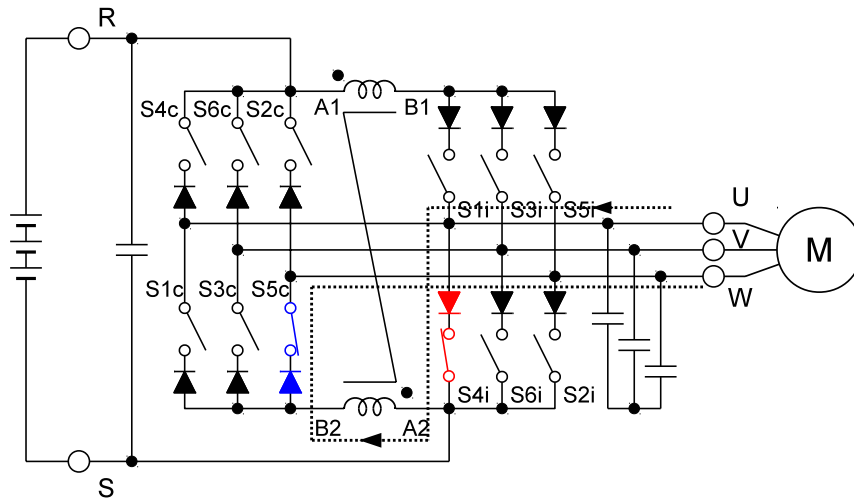 R
S4c S6c S2c A1 B1
S1i S3i S5i U
V
M
W
S1c S3c S5c
S4i S6i S2i
B2 A2
S